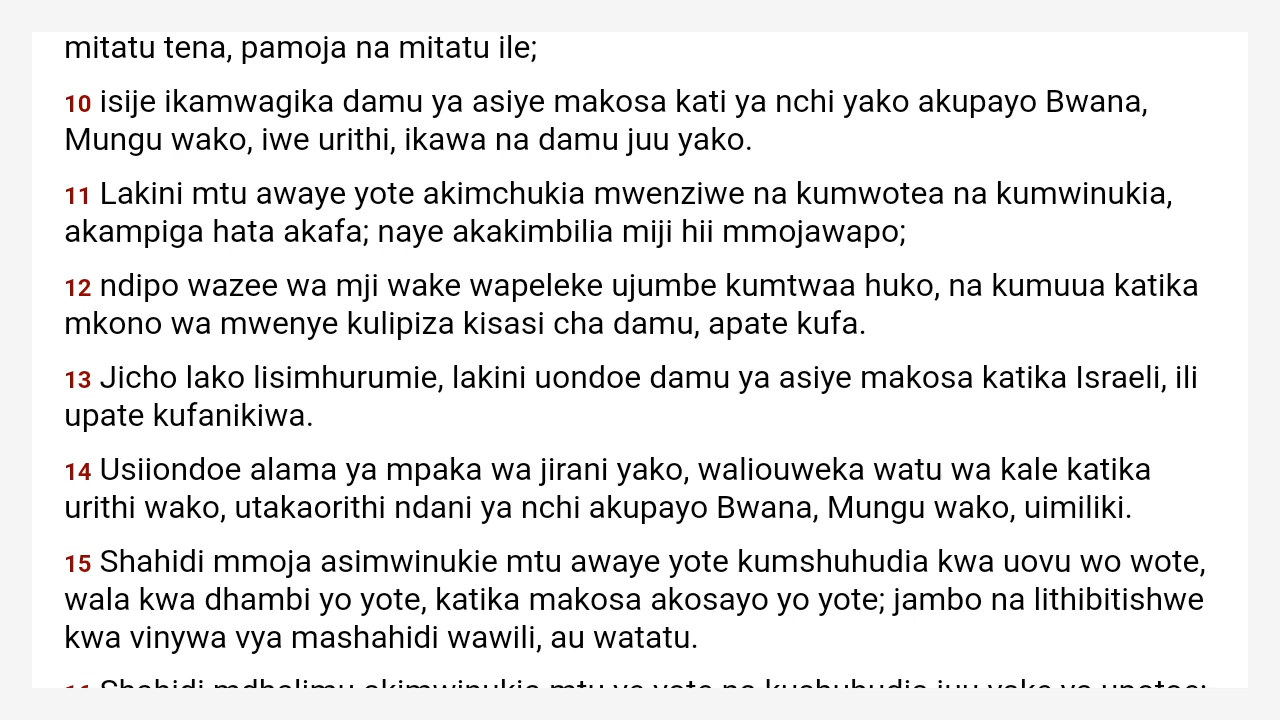 mitatu tena, pamoja na mitatu ile;
10 isije ikamwagika damu ya asiye makosa kati ya nchi yako akupayo Bwana,
Mungu wako, iwe urithi, ikawa na damu juu yako.
11 Lakini mtu awaye yote akimchukia mwenziwe na kumwotea na kumwinukia,
akampiga hata akafa; naye akakimbilia miji hii mmojawapo;
12 ndipo wazee wa mji wake wapeleke ujumbe kumtwaa huko, na kumuua katika
mkono wa mwenye kulipiza kisasi cha damu, apate kufa.
13 Jicho lako lisimhurumie, lakini uondoe damu ya asiye makosa katika Israeli, ili
upate kufanikiwa.
14 Usiiondoe alama ya mpaka wa jirani yako, waliouweka watu wa kale katika
urithi wako, utakaorithi ndani ya nchi akupayo Bwana, Mungu wako, uimiliki.
15 Shahidi mmoja asimwinukie mtu awaye yote kumshuhudia kwa uovu wo wote,
wala kwa dhambi yo yote, katika makosa akosayo yo yote; jambo na lithibitishwe
kwa vinywa vya mashahidi wawili, au watatu.